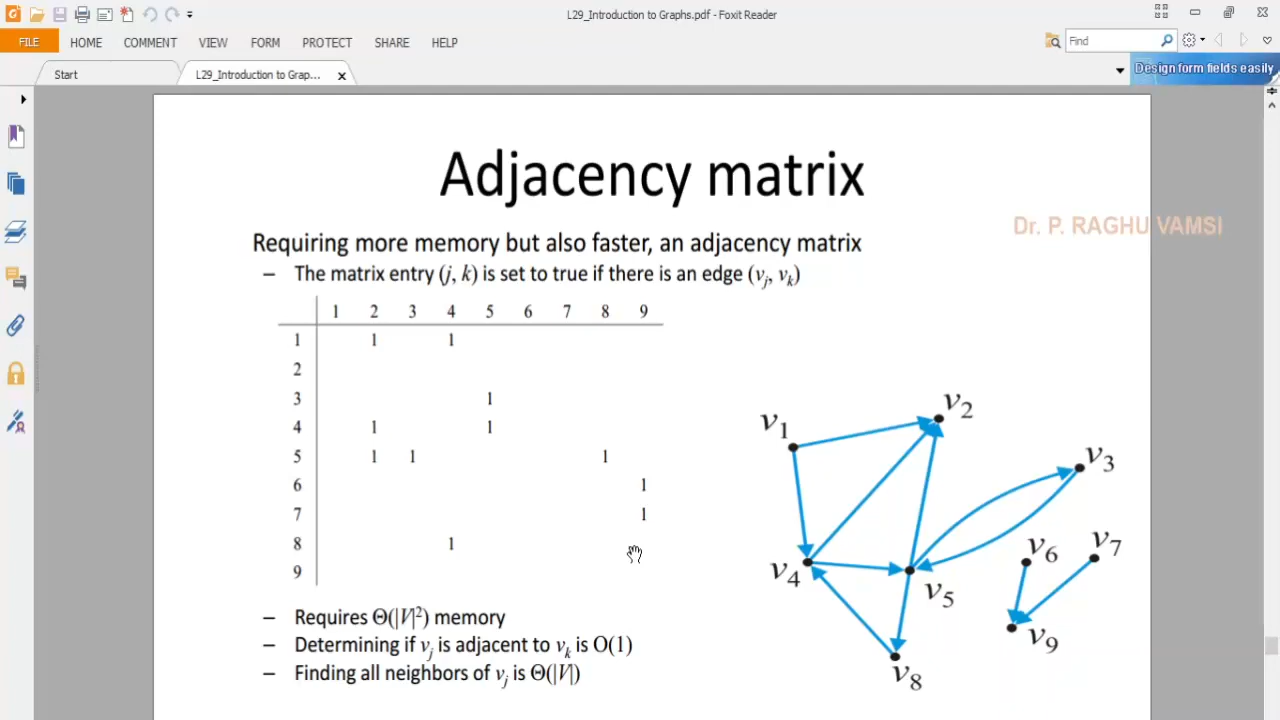 L29_Introduction to Graphs.pdf - Foxit Reader
FILE HOME COMMENT VIEW FORM PROTECT SHARE HELP Find
Start L29_Introduction to Grap... Design form fields easily
Adjacency matrix
Dr. P. RAGHU VAMSI
Requiring more memory but also faster, an adjacency matrix
– The matrix entry (j, k) is set to true if there is an edge (vj, vk)
1 2 3 4 5 6 7 8 9
1 1 1
2
3 1
4 1 1
5 1 1 1
6 1
7 1
8 1
9
v1
v2
v3
v4
v5
v6
v7
v8
v9
– Requires Θ(|V|²) memory
– Determining if vj is adjacent to vk is O(1)
– Finding all neighbors of vj is Θ(|V|)